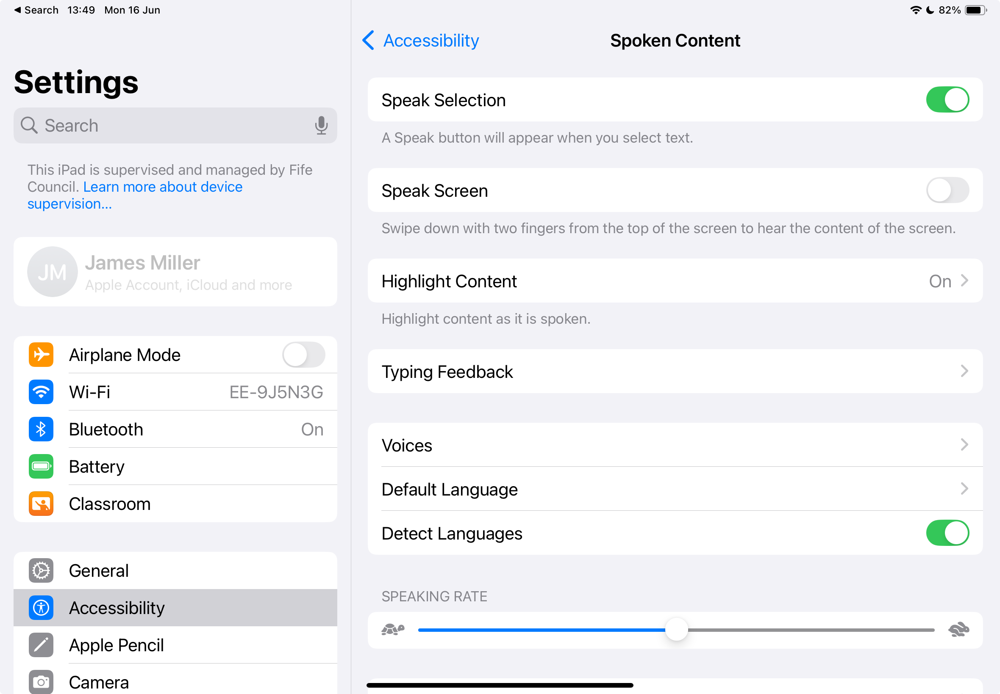 Search 13:49 Mon 16 Jun
82%
Settings
Search
This iPad is supervised and managed by Fife
Council. Learn more about device
supervision...
JM
James Miller
Apple Account, iCloud and more
Airplane Mode
Wi-Fi EE-9J5N3G
Bluetooth On
Battery
Classroom
General
Accessibility
Apple Pencil
Camera
Accessibility
Spoken Content
Speak Selection
A Speak button will appear when you select text.
Speak Screen
Swipe down with two fingers from the top of the screen to hear the content of the screen.
Highlight Content On
Highlight content as it is spoken.
Typing Feedback
Voices
Default Language
Detect Languages
SPEAKING RATE